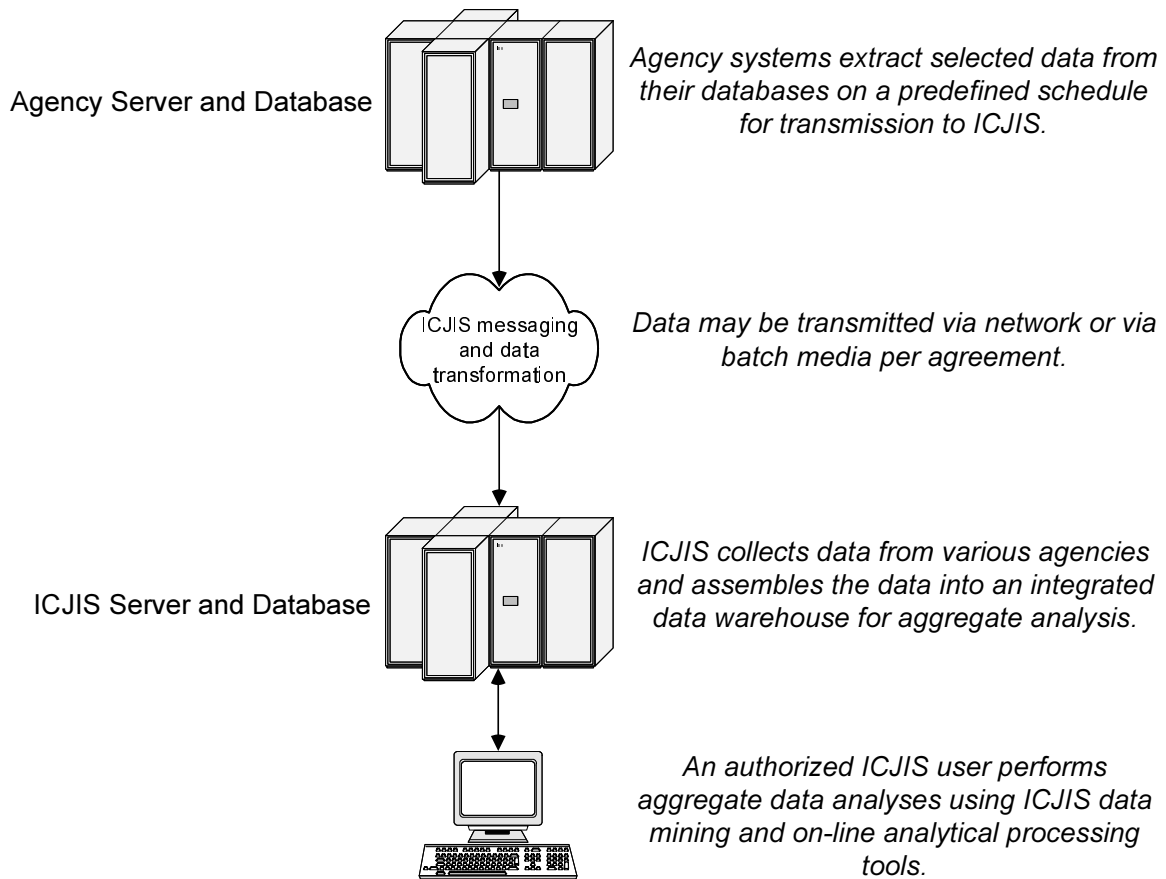 Agency Server and Database
Agency systems extract selected data from
their databases on a predefined schedule
for transmission to ICJIS.
ICJIS messaging
and data
transformation
Data may be transmitted via network or via
batch media per agreement.
ICJIS Server and Database
ICJIS collects data from various agencies
and assembles the data into an integrated
data warehouse for aggregate analysis.
An authorized ICJIS user performs
aggregate data analyses using ICJIS data
mining and on-line analytical processing
tools.